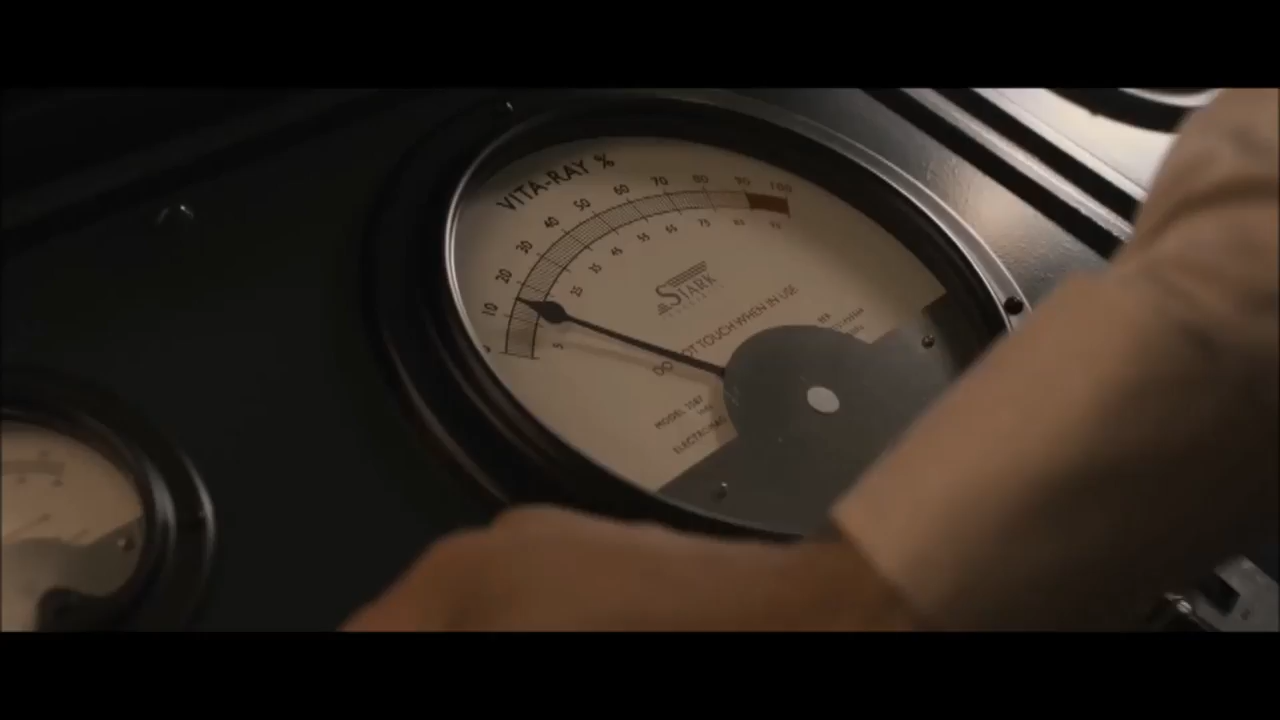 VITA-RAY %
10 20 30 40 50 60 70 80 90 100
5 25 35 45 55 65 75
STARK
DO NOT TOUCH WHEN IN USE
MODEL
ELECTROMAG